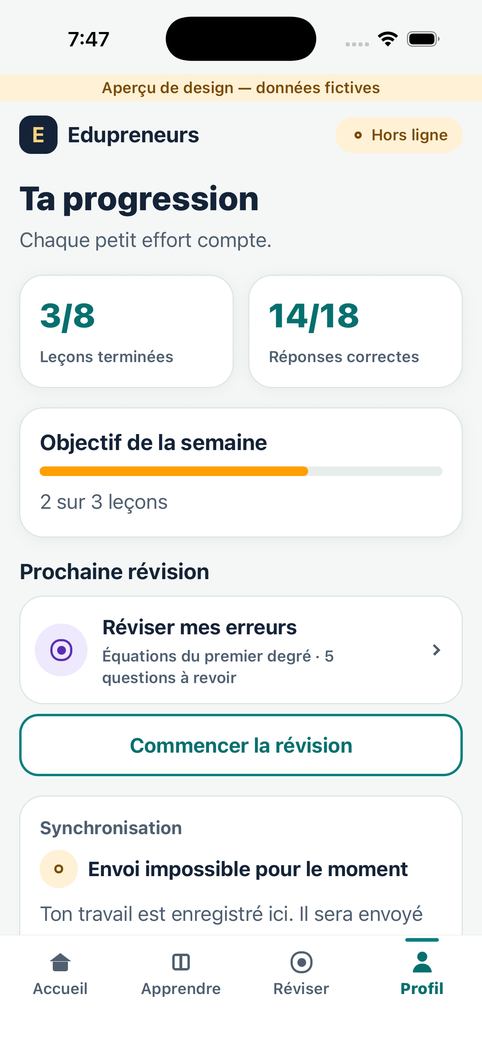 7:47
Aperçu de design — données fictives
E Edupreneurs
Hors ligne
Ta progression
Chaque petit effort compte.
3/8
Leçons terminées
14/18
Réponses correctes
Objectif de la semaine
2 sur 3 leçons
Prochaine révision
Réviser mes erreurs
Équations du premier degré · 5
questions à revoir
Commencer la révision
Synchronisation
Envoi impossible pour le moment
Ton travail est enregistré ici. Il sera envoyé
Accueil
Apprendre
Réviser
Profil